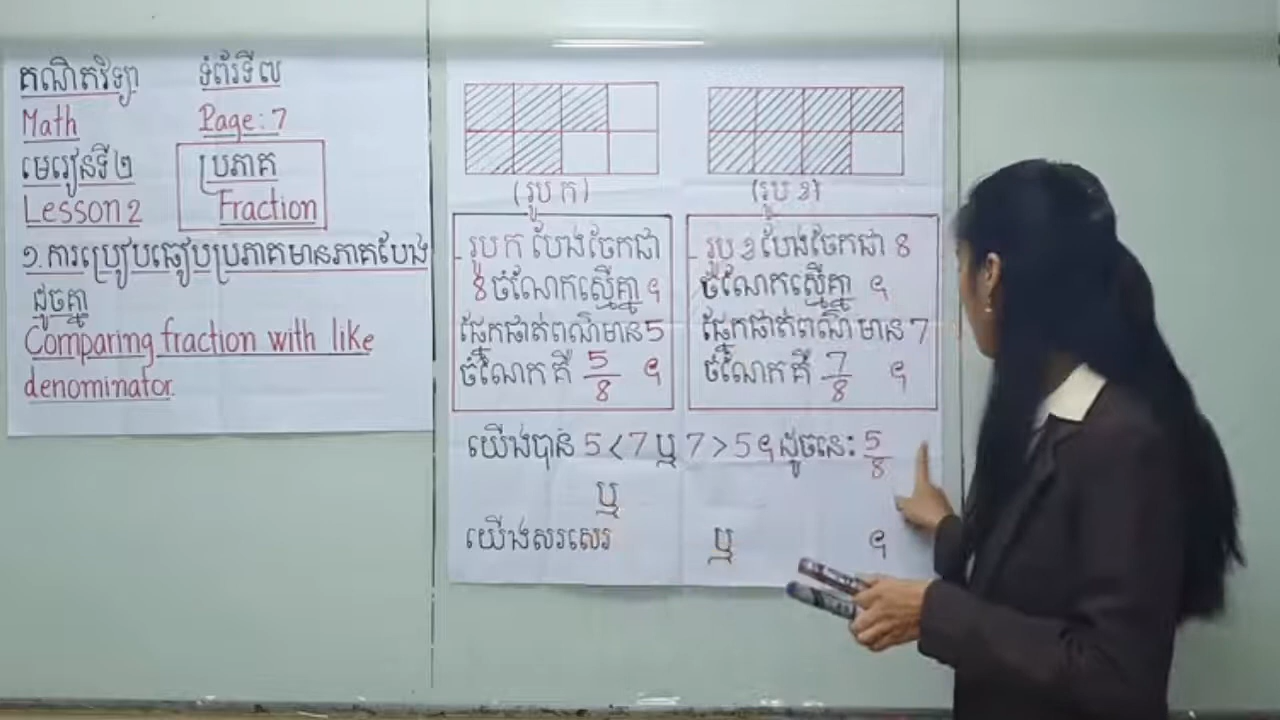 គណិតវិទ្យា ទំព័រទី៧
Math Page: 7
មេរៀនទី២ ប្រភាគ
Lesson 2 Fraction
១. ការប្រៀបធៀបប្រភាគមានភាគបែង
ដូចគ្នា
Comparing fraction with like
denominator.
(រូប ក) (រូប ខ)
រូប ក បែងចែកជា
8 ចំណែកស្មើគ្នា ។
ផ្នែកផាត់ពណ៌មាន 5
ចំណែក គឺ 5/8 ។
រូប ខ បែងចែកជា 8
ចំណែកស្មើគ្នា ។
ផ្នែកផាត់ពណ៌មាន 7
ចំណែក គឺ 7/8 ។
យើងបាន 5 < 7 ឬ 7 > 5 ។ ដូចនេះ 5/8
ឬ
យើងសរសេរ ឬ ។